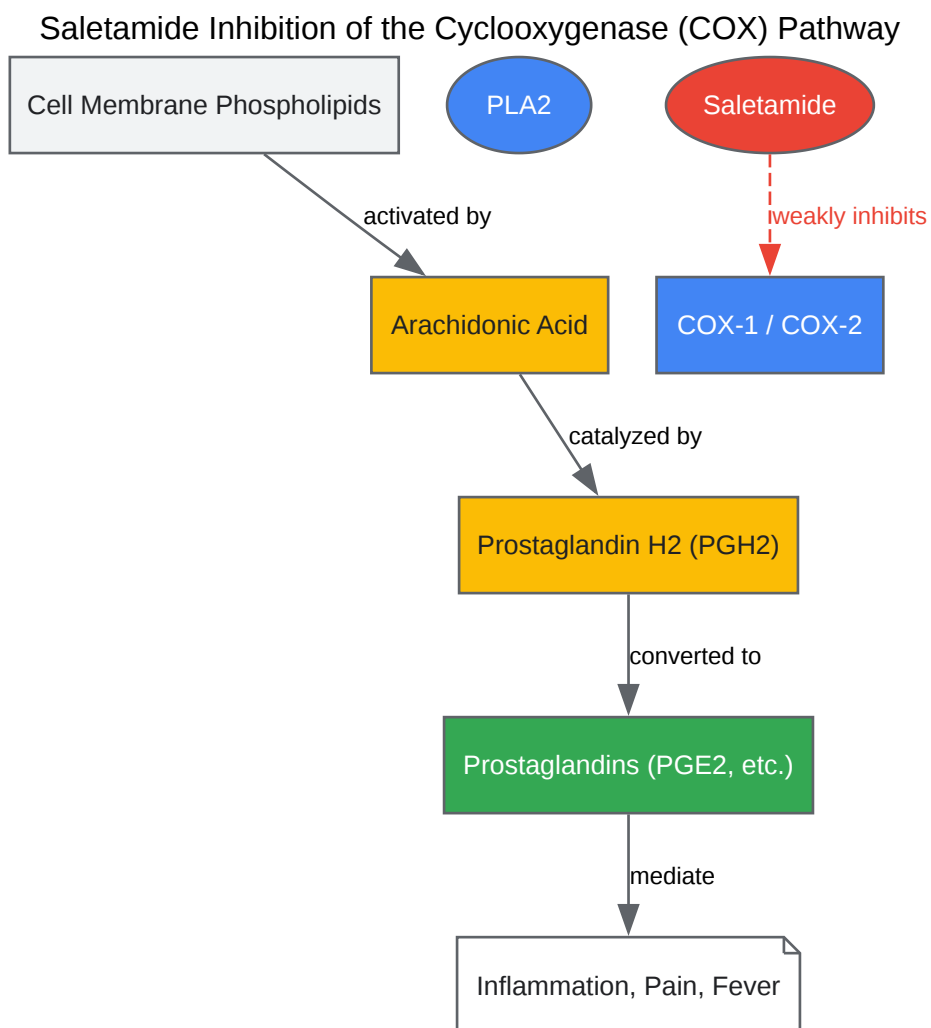 Saletamide Inhibition of the Cyclooxygenase (COX) Pathway
Cell Membrane Phospholipids
PLA2
Saletamide
activated by
weakly inhibits
Arachidonic Acid
COX-1 / COX-2
catalyzed by
Prostaglandin H2 (PGH2)
converted to
Prostaglandins (PGE2, etc.)
mediate
Inflammation, Pain, Fever